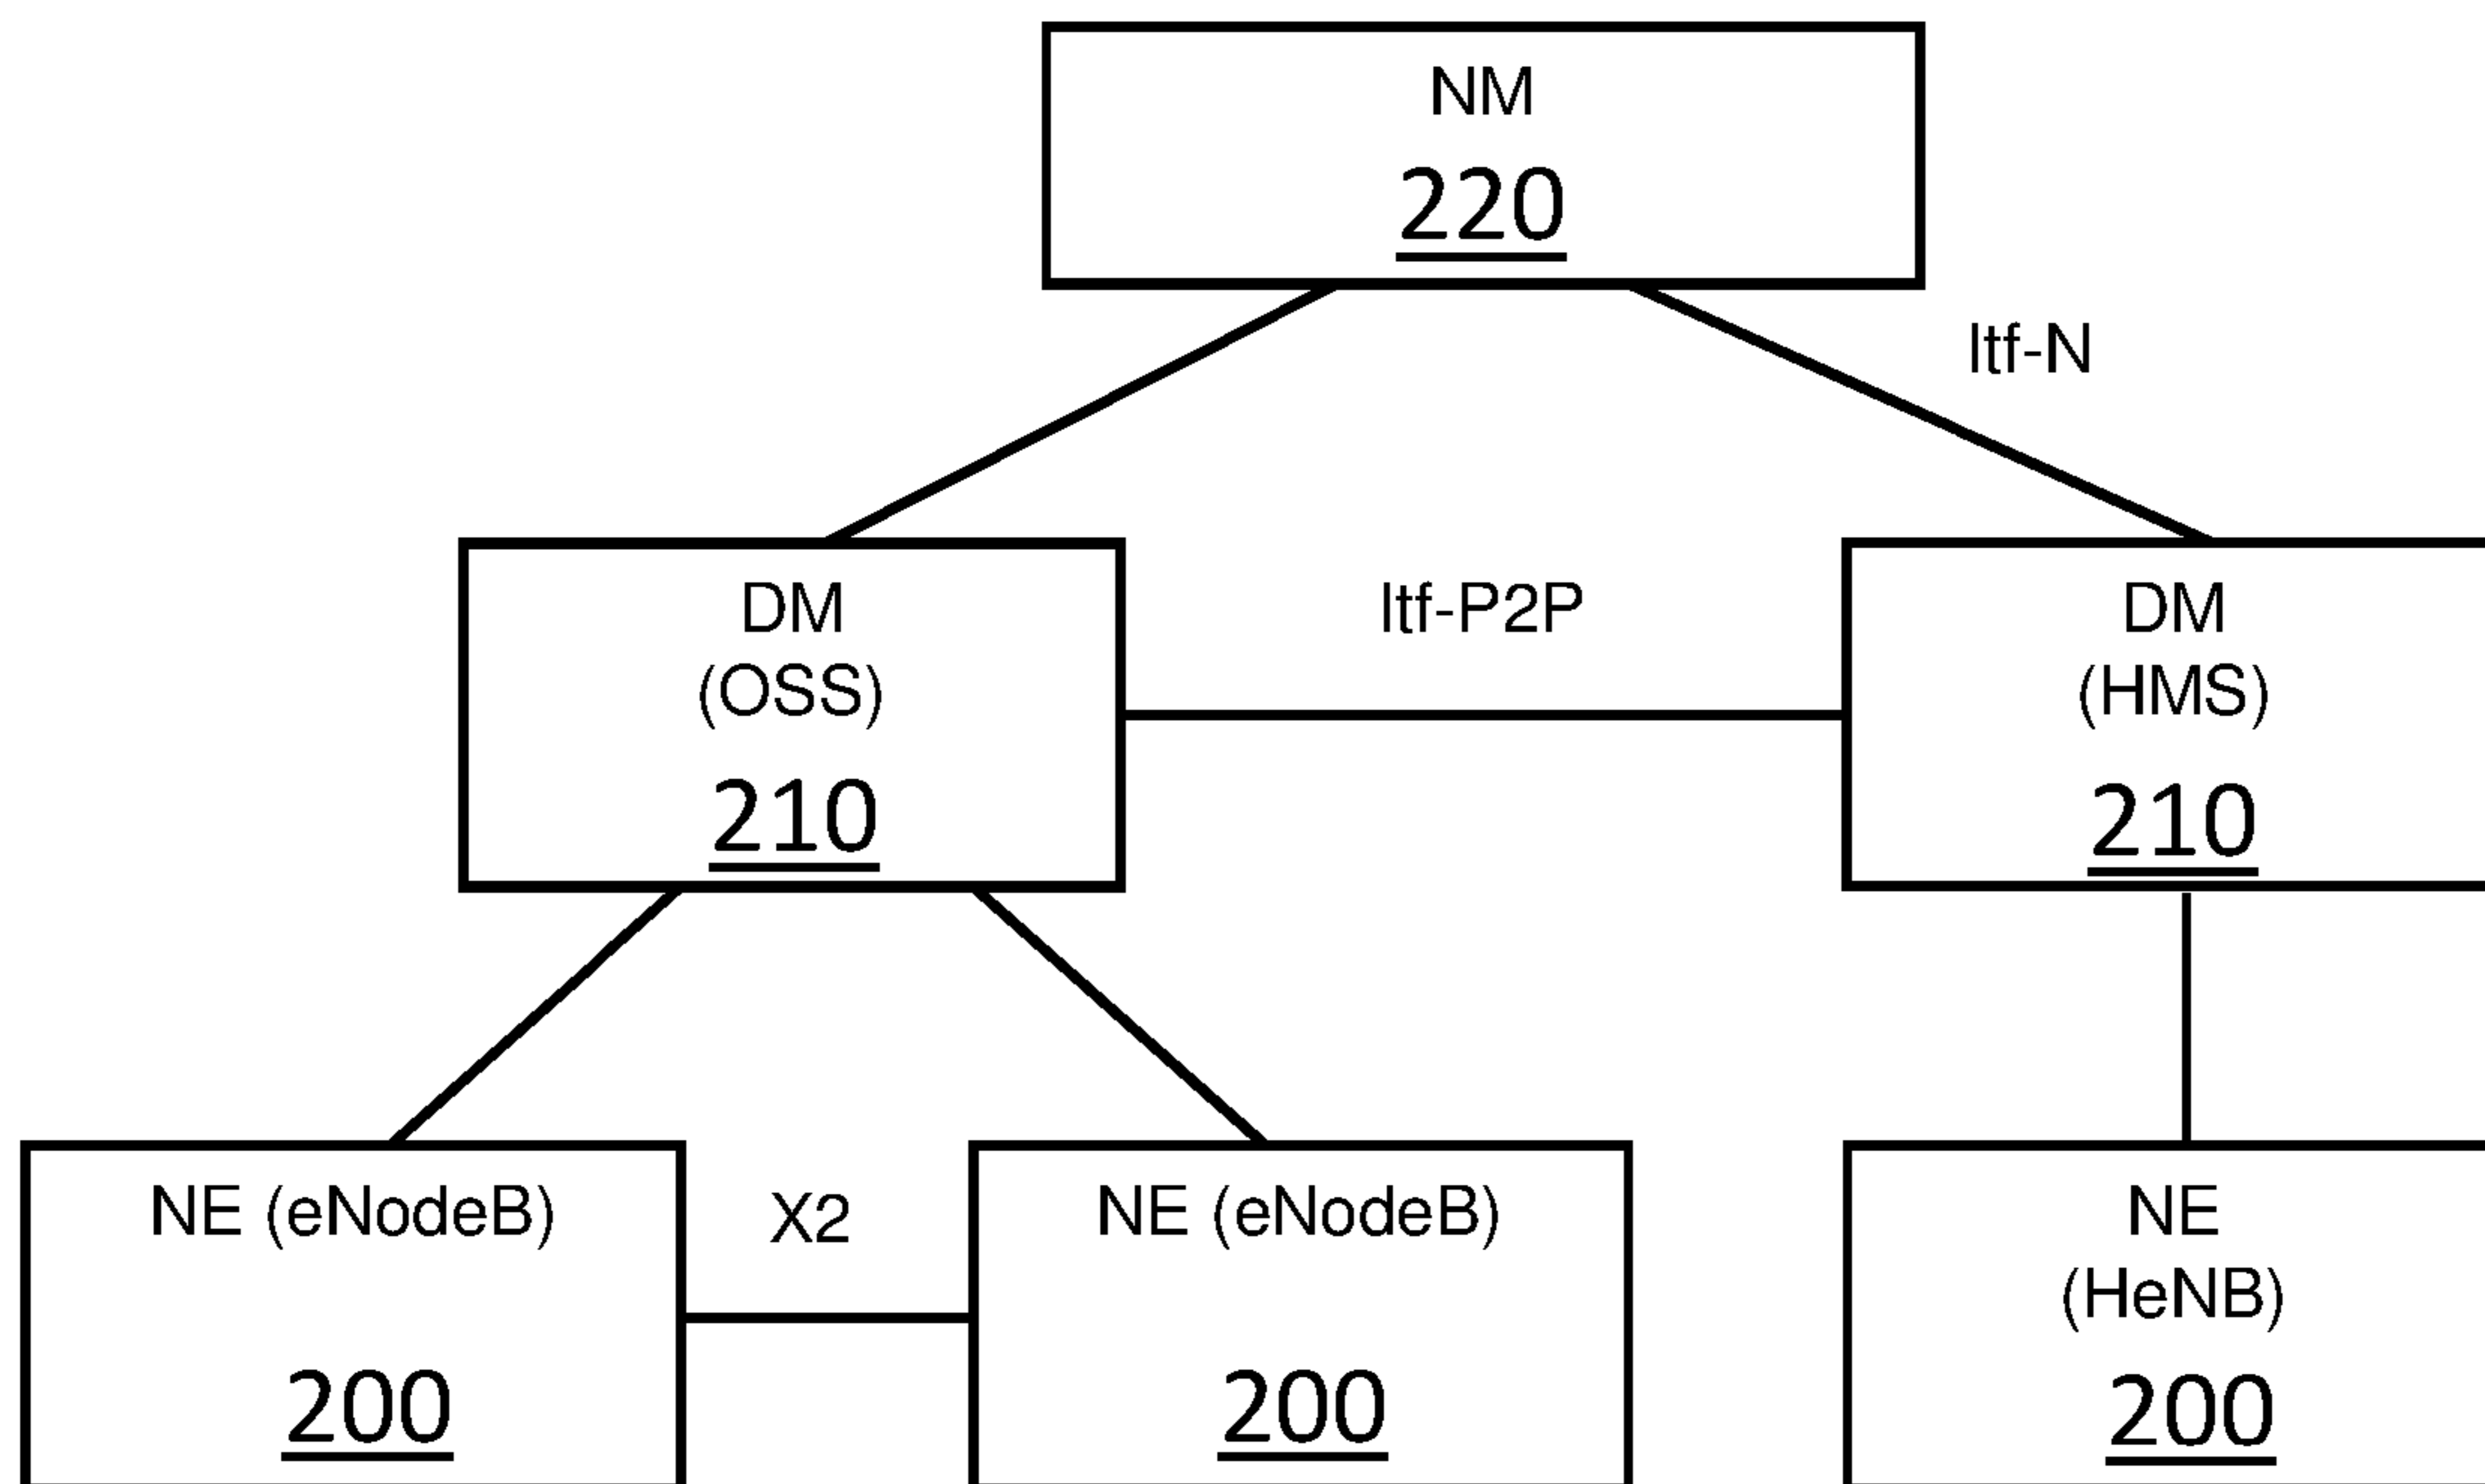 NM
220
Itf-N
DM
(OSS)
210
Itf-P2P
DM
(HMS)
210
NE (eNodeB)
200
X2
NE (eNodeB)
200
NE
(HeNB)
200